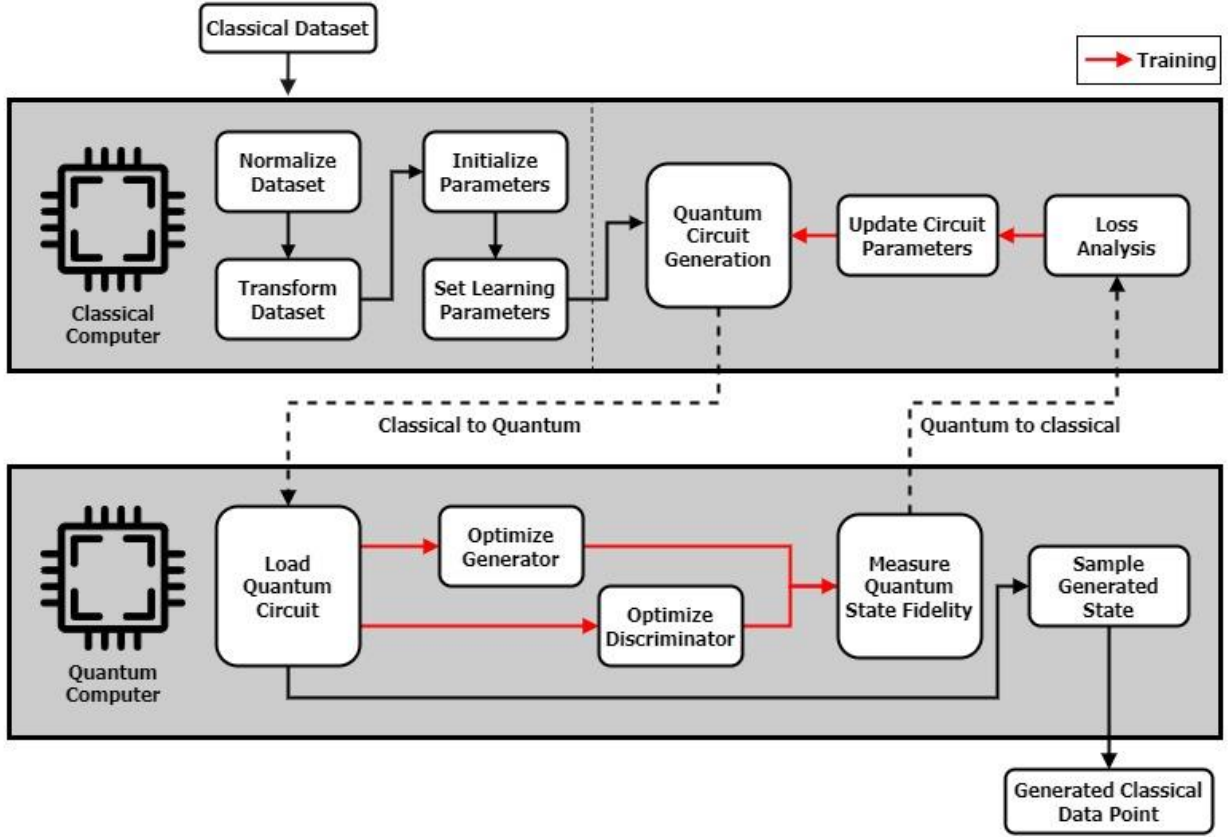 Classical Dataset
Training
Normalize
Dataset
Initialize
Parameters
Quantum
Circuit
Generation
Update Circuit
Parameters
Loss
Analysis
Transform
Dataset
Set Learning
Parameters
Classical
Computer
Classical to Quantum
Quantum to classical
Load
Quantum
Circuit
Optimize
Generator
Optimize
Discriminator
Measure
Quantum
State Fidelity
Sample
Generated
State
Quantum
Computer
Generated Classical
Data Point